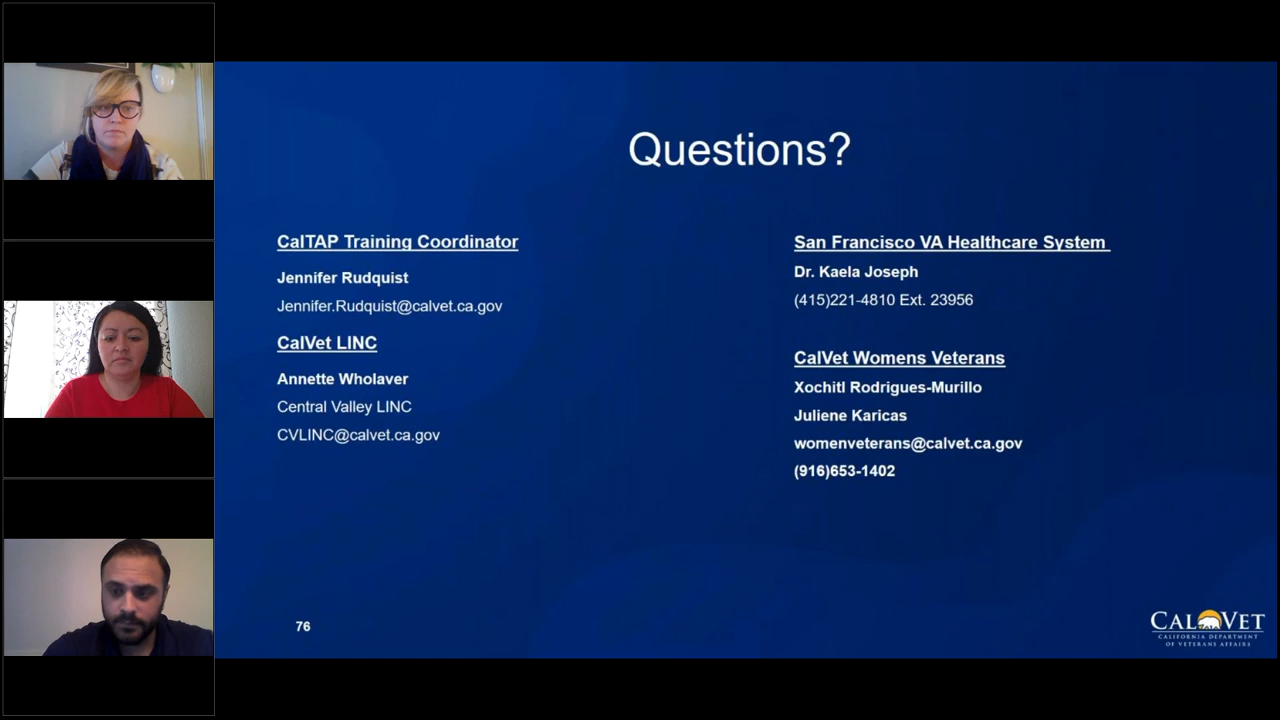 Questions?
CalTAP Training Coordinator
Jennifer Rudquist
Jennifer.Rudquist@calvet.ca.gov
CalVet LINC
Annette Wholaver
Central Valley LINC
CVLINC@calvet.ca.gov
San Francisco VA Healthcare System
Dr. Kaela Joseph
(415)221-4810 Ext. 23956
CalVet Womens Veterans
Xochitl Rodrigues-Murillo
Juliene Karicas
womenveterans@calvet.ca.gov
(916)653-1402
76
CALVET
CALIFORNIA DEPARTMENT
OF VETERANS AFFAIRS